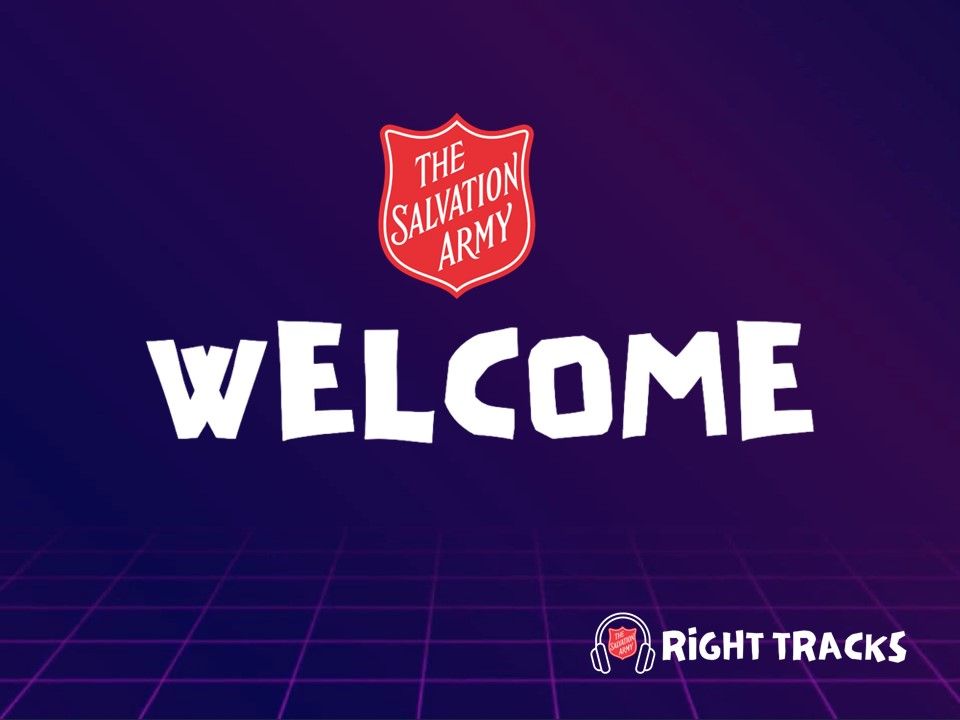 THE
SALVATION
ARMY
WELCOME
THE
SALVATION
ARMY
RiGHT TRACKS